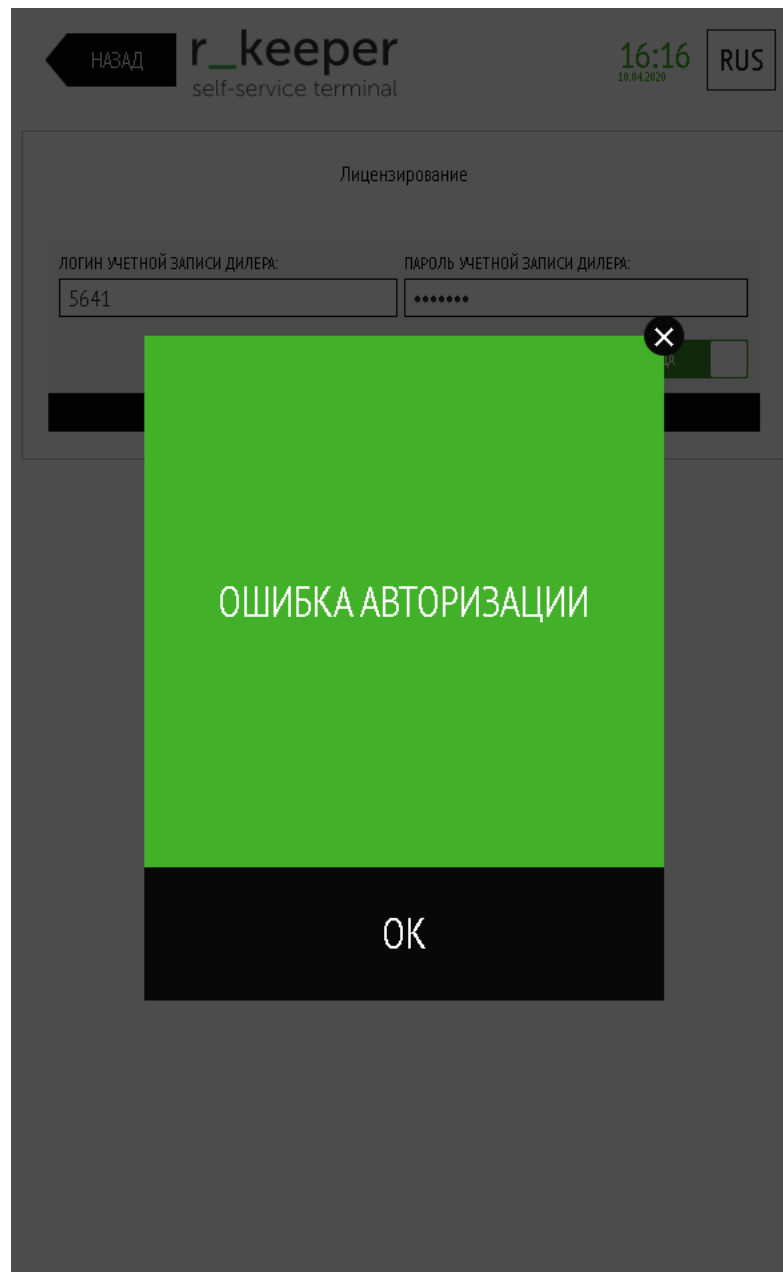 НАЗАД
r_keeper
self-service terminal
16:16
10.04.2020
RUS
Лицензирование
ЛОГИН УЧЕТНОЙ ЗАПИСИ ДИЛЕРА:
ПАРОЛЬ УЧЕТНОЙ ЗАПИСИ ДИЛЕРА:
5641
•••••••
ДА
ОШИБКА АВТОРИЗАЦИИ
ОК